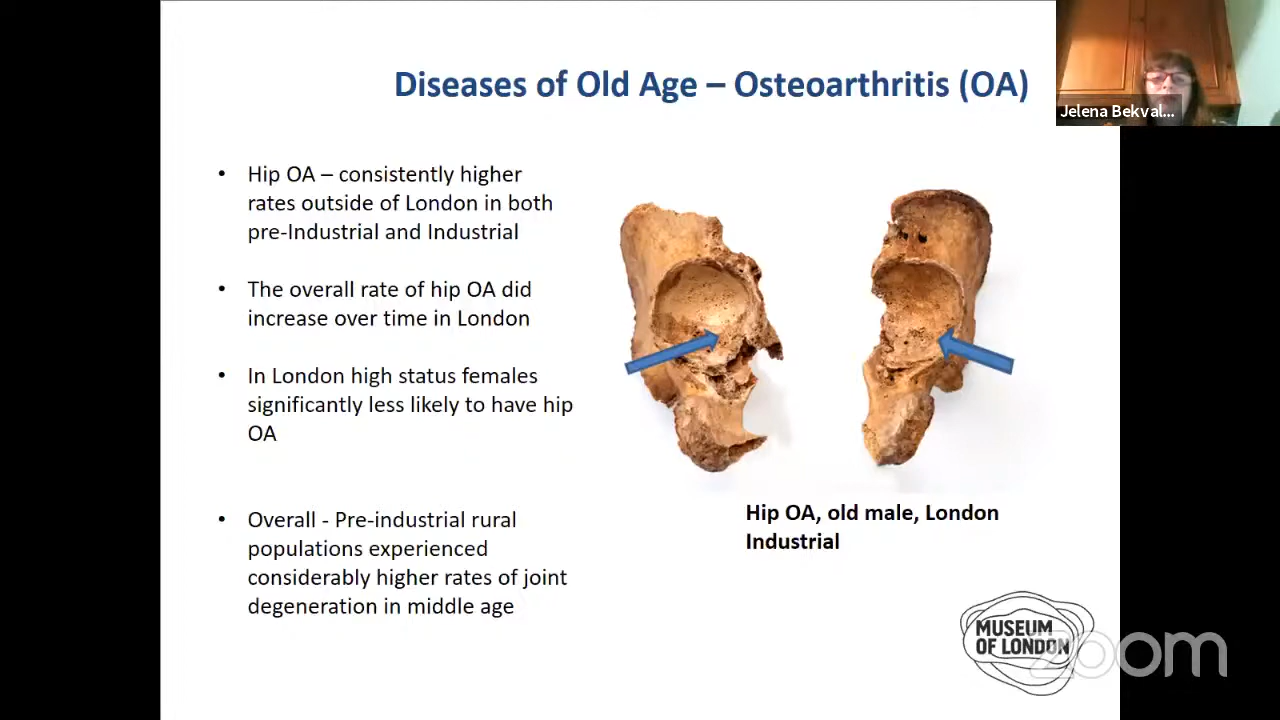 Diseases of Old Age – Osteoarthritis (OA)
Jelena Bekval...
• Hip OA – consistently higher
rates outside of London in both
pre-Industrial and Industrial
• The overall rate of hip OA did
increase over time in London
• In London high status females
significantly less likely to have hip
OA
• Overall - Pre-industrial rural
populations experienced
considerably higher rates of joint
degeneration in middle age
Hip OA, old male, London
Industrial
MUSEUM
OF LONDON
zoom